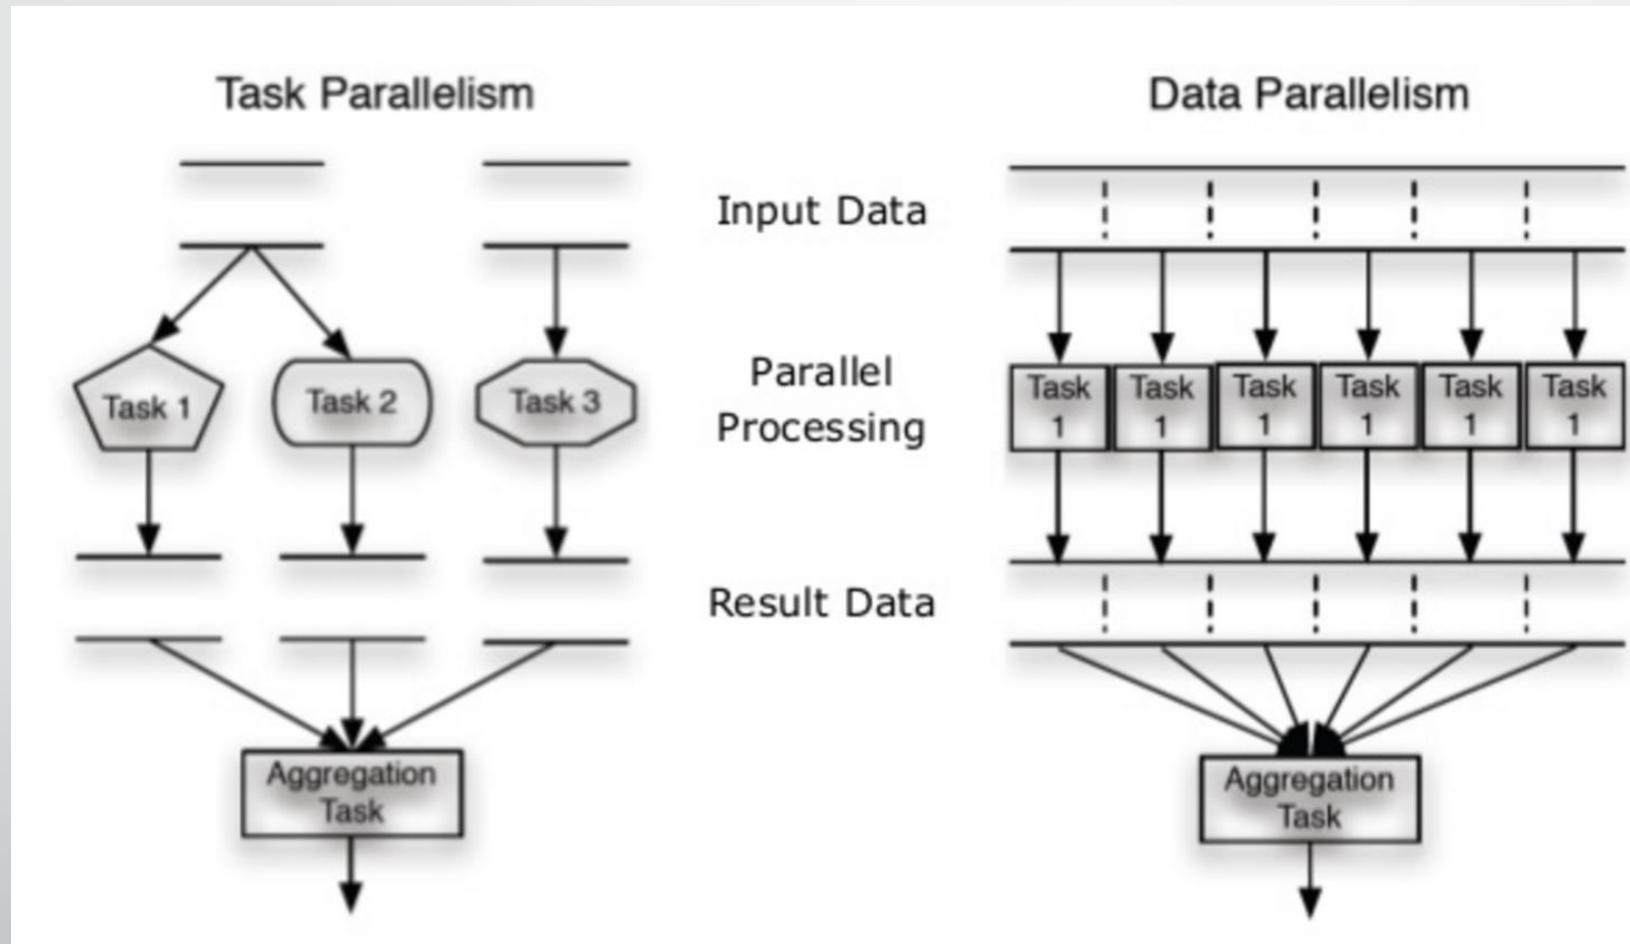 Task Parallelism
Data Parallelism
Input Data
Task 1
Task 2
Task 3
Parallel
Processing
Task
1
Task
1
Task
1
Task
1
Task
1
Task
1
Result Data
Aggregation
Task
Aggregation
Task